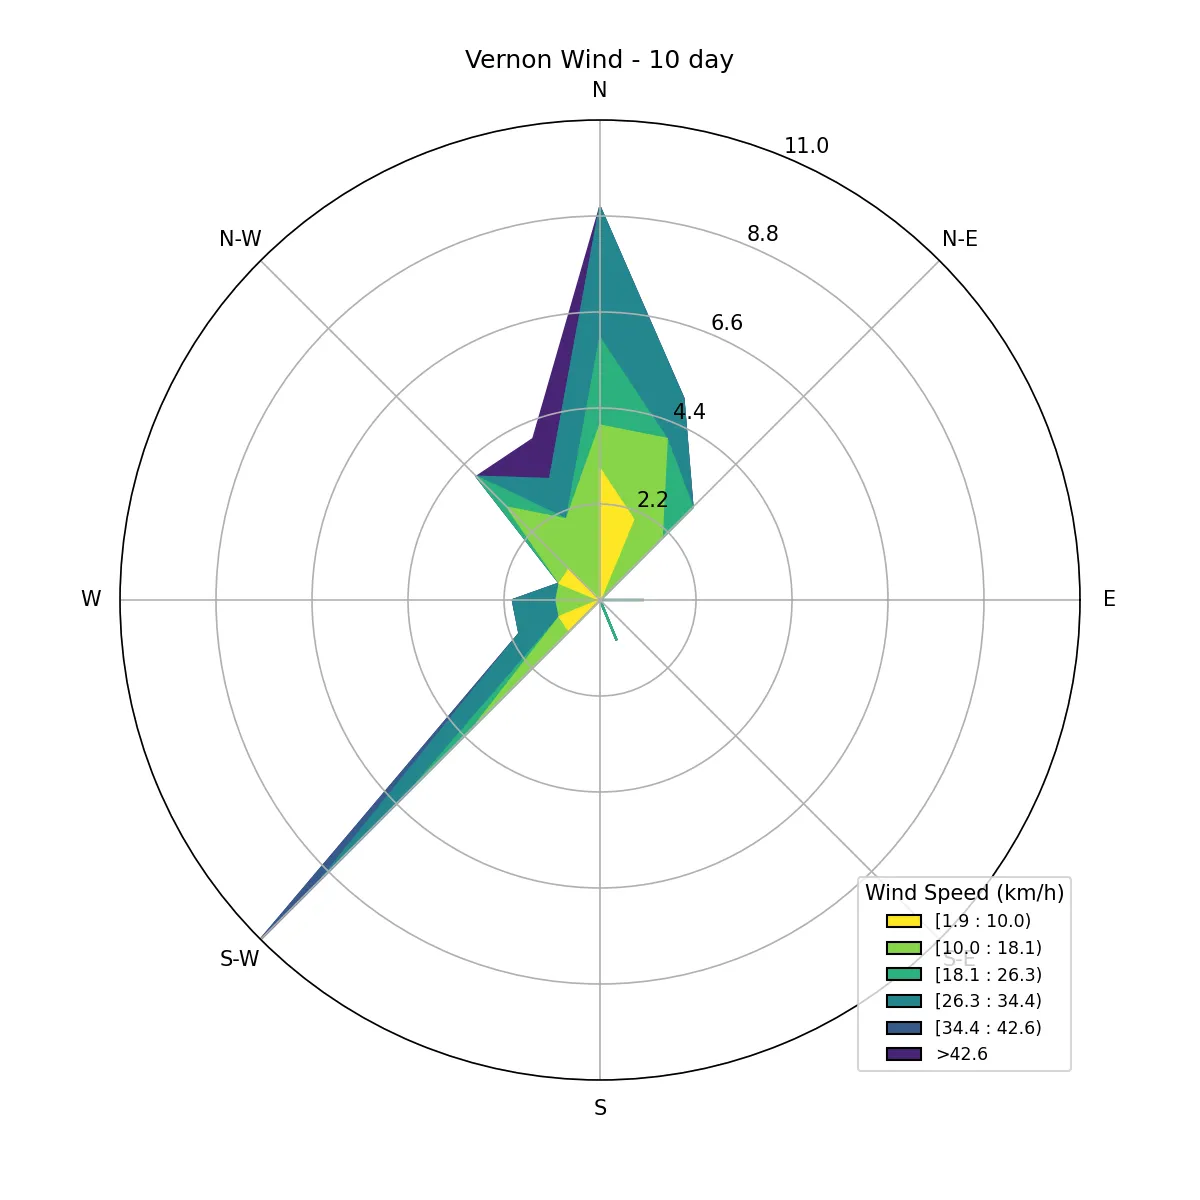 Vernon Wind - 10 day
N
11.0
N-W
N-E
8.8
6.6
4.4
2.2
W
E
S-W
S-E
S
Wind Speed (km/h)
[1.9 : 10.0)
[10.0 : 18.1)
[18.1 : 26.3)
[26.3 : 34.4)
[34.4 : 42.6)
>42.6